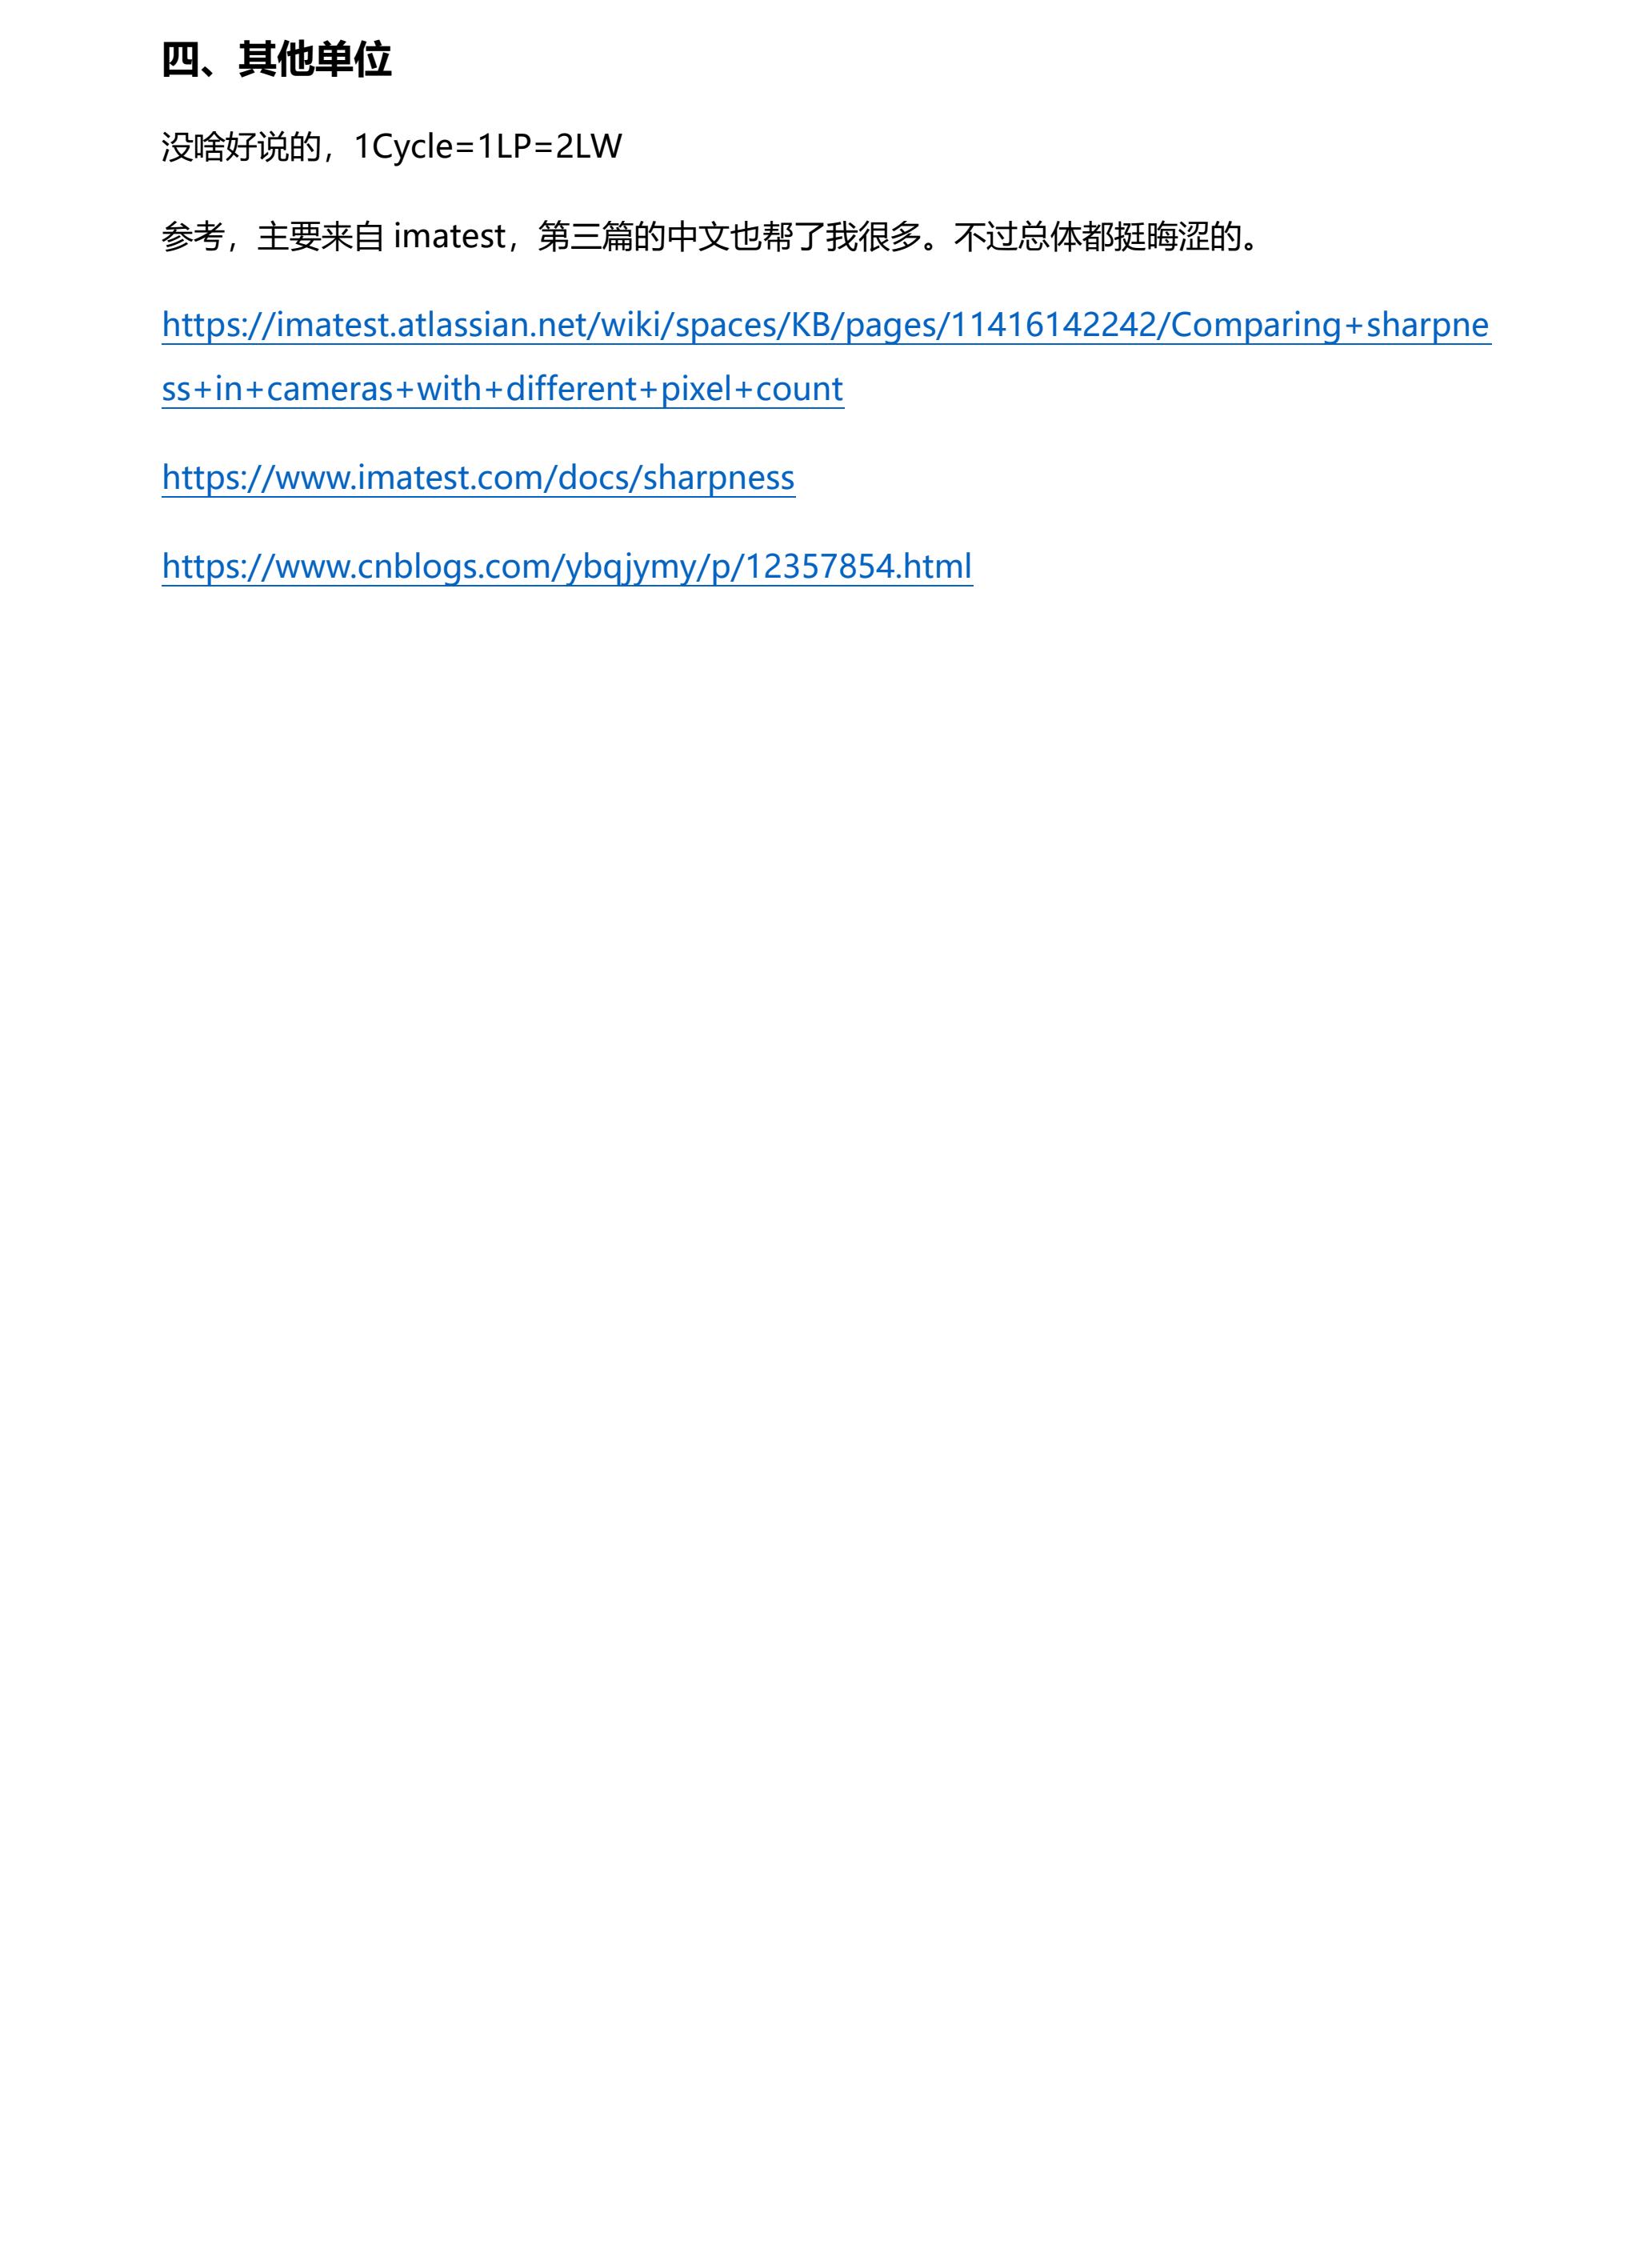 四、其他单位
没啥好说的，1Cycle=1LP=2LW
参考，主要来自 imatest，第三篇的中文也帮了我很多。不过总体都挺晦涩的。
https://imatest.atlassian.net/wiki/spaces/KB/pages/11416142242/Comparing+sharpne
ss+in+cameras+with+different+pixel+count
https://www.imatest.com/docs/sharpness
https://www.cnblogs.com/ybqjymy/p/12357854.html